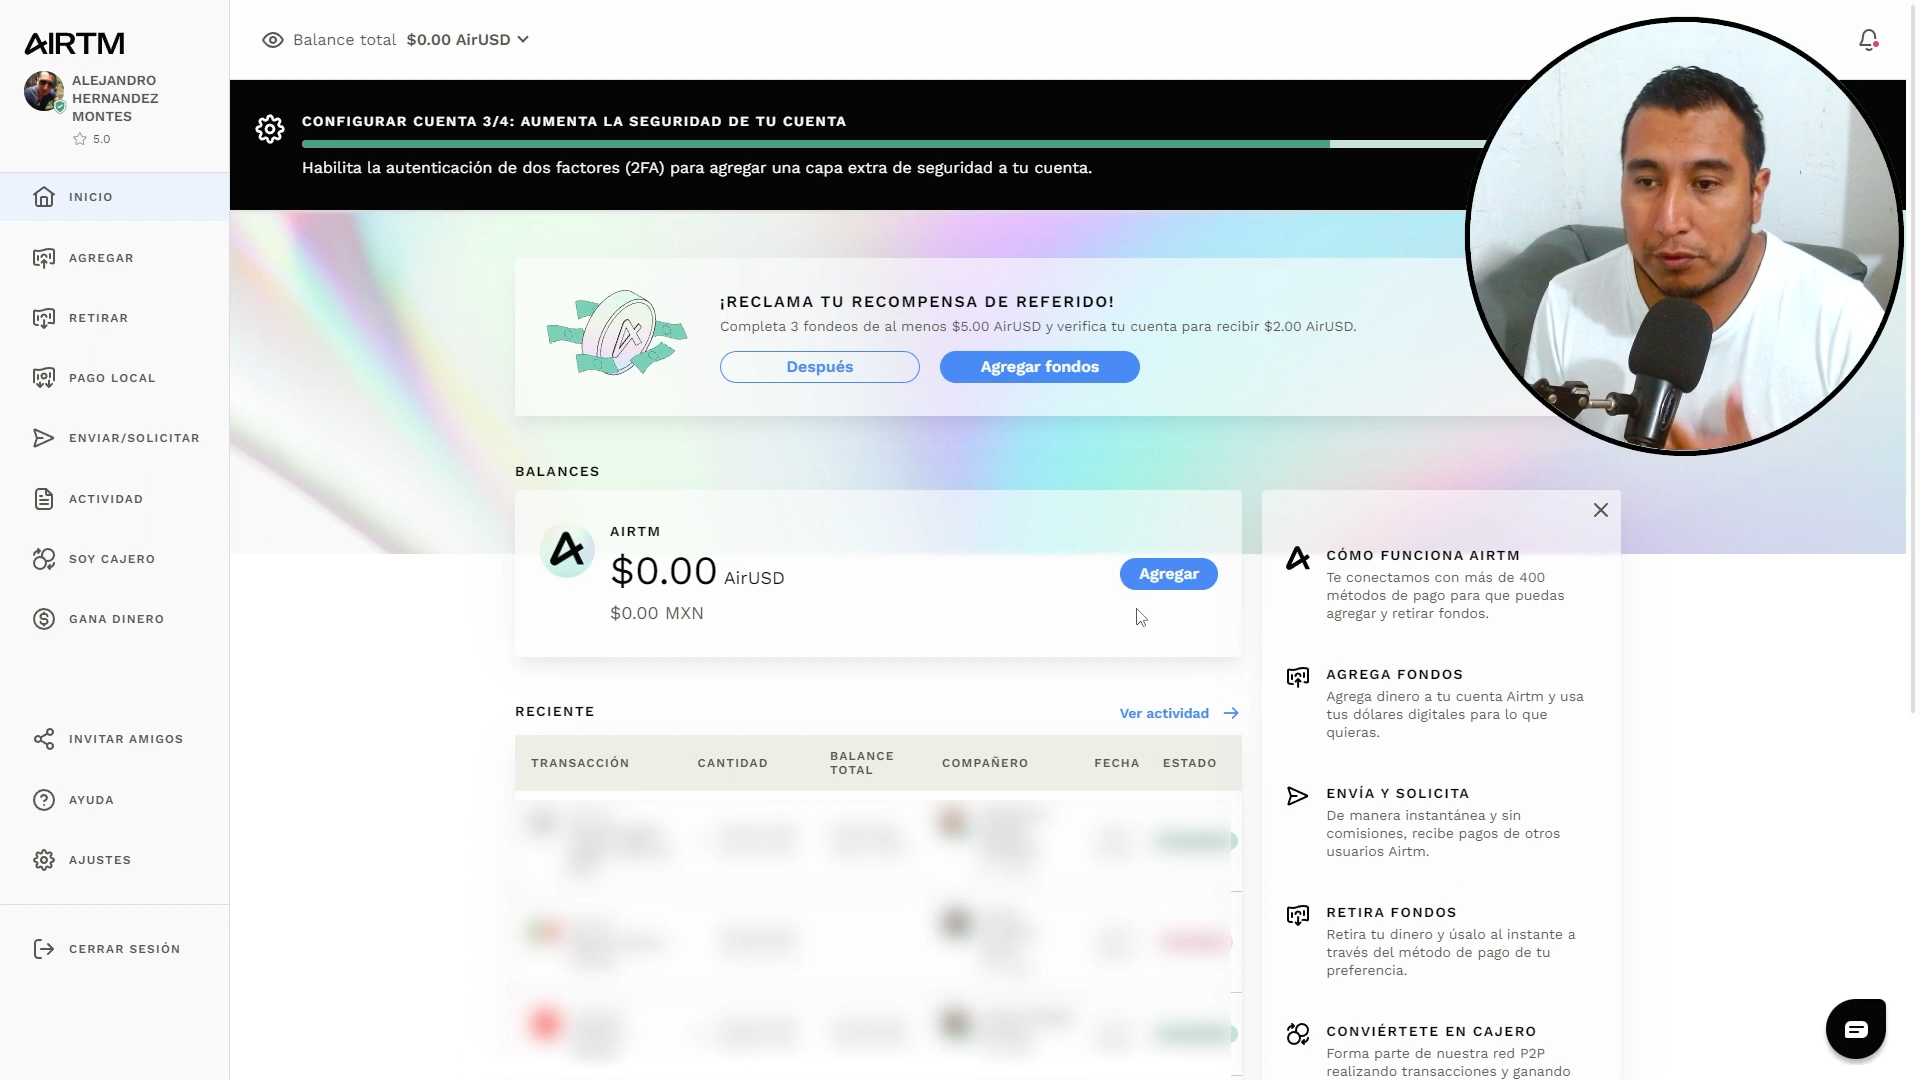 AIRTM
ALEJANDRO
HERNANDEZ
MONTES
5.0
INICIO
AGREGAR
RETIRAR
PAGO LOCAL
ENVIAR/SOLICITAR
ACTIVIDAD
SOY CAJERO
GANA DINERO
INVITAR AMIGOS
AYUDA
AJUSTES
CERRAR SESIÓN
Balance total $0.00 AirUSD
CONFIGURAR CUENTA 3/4: AUMENTA LA SEGURIDAD DE TU CUENTA
Habilita la autenticación de dos factores (2FA) para agregar una capa extra de seguridad a tu cuenta.
¡RECLAMA TU RECOMPENSA DE REFERIDO!
Completa 3 fondeos de al menos $5.00 AirUSD y verifica tu cuenta para recibir $2.00 AirUSD.
Después Agregar fondos
BALANCES
AIRTM
$0.00 AirUSD
Agregar
$0.00 MXN
RECIENTE
Ver actividad
TRANSACCIÓN CANTIDAD BALANCE TOTAL COMPAÑERO FECHA ESTADO
CÓMO FUNCIONA AIRTM
Te conectamos con más de 400
métodos de pago para que puedas
agregar y retirar fondos.
AGREGA FONDOS
Agrega dinero a tu cuenta Airtm y usa
tus dólares digitales para lo que
quieras.
ENVÍA Y SOLICITA
De manera instantánea y sin
comisiones, recibe pagos de otros
usuarios Airtm.
RETIRA FONDOS
Retira tu dinero y úsalo al instante a
través del método de pago de tu
preferencia.
CONVIÉRTETE EN CAJERO
Forma parte de nuestra red P2P
realizando transacciones y ganando